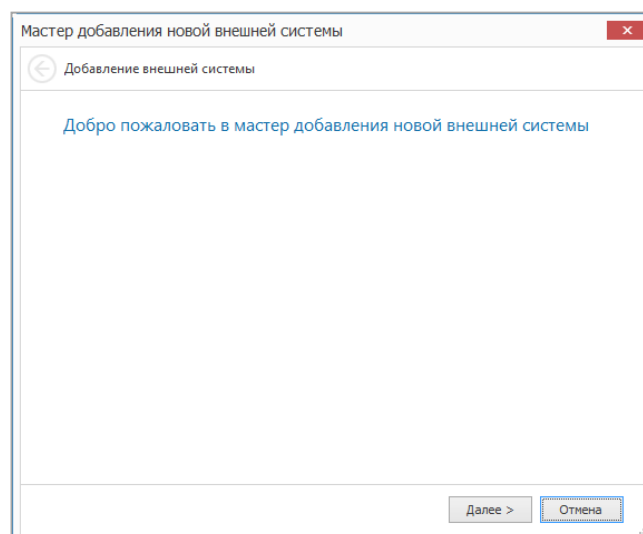 Мастер добавления новой внешней системы
Добавление внешней системы
Добро пожаловать в мастер добавления новой внешней системы
Далее > Отмена